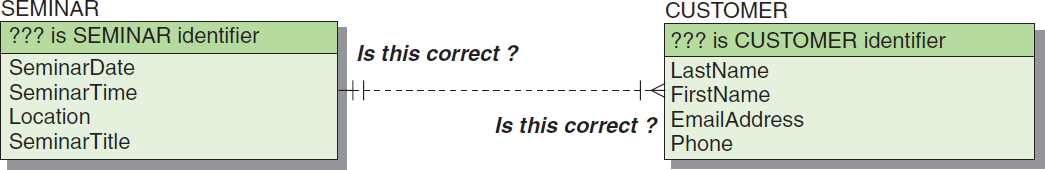 SEMINAR
??? is SEMINAR identifier
SeminarDate
SeminarTime
Location
SeminarTitle
Is this correct ?
Is this correct ?
CUSTOMER
??? is CUSTOMER identifier
LastName
FirstName
EmailAddress
Phone